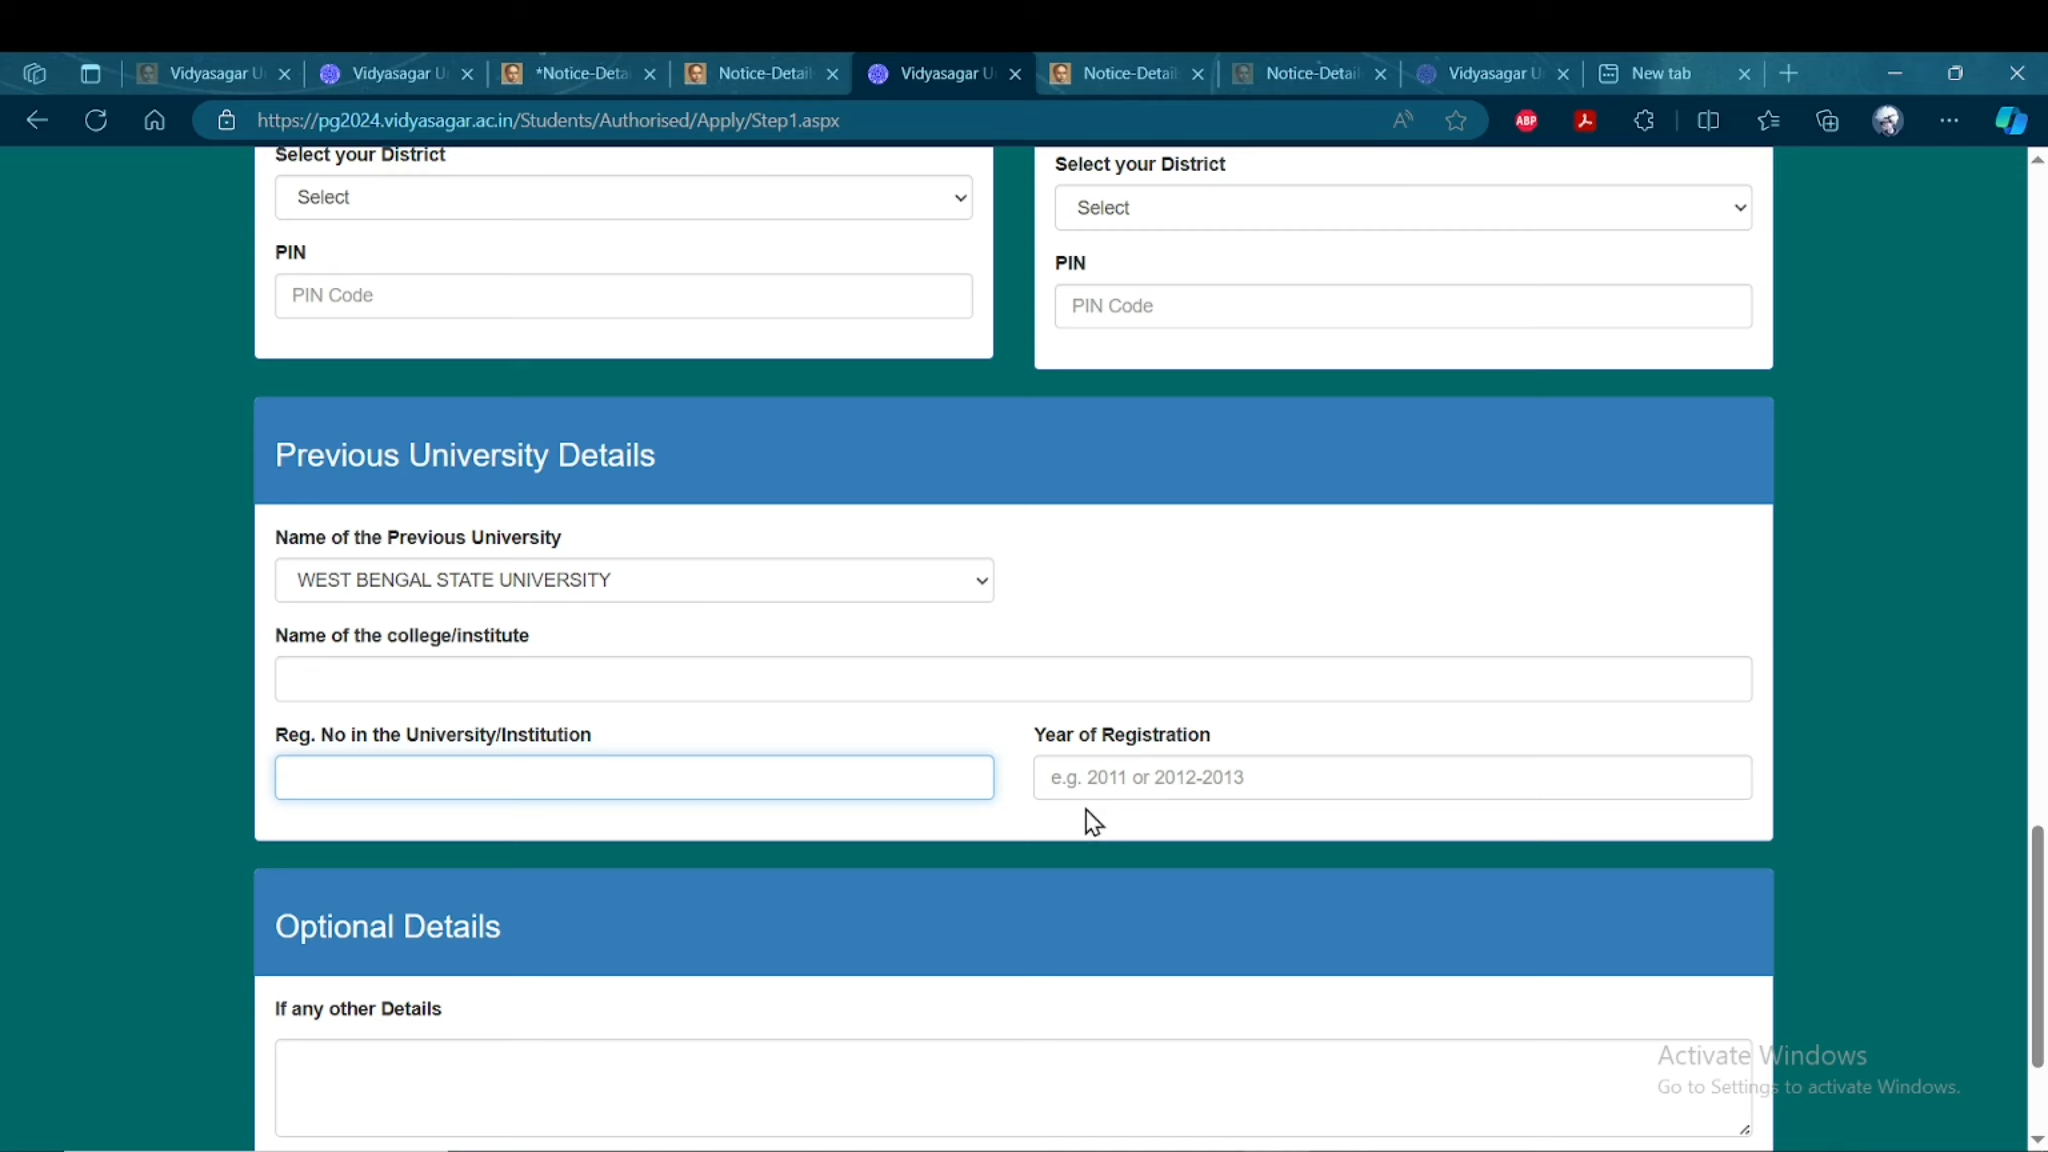 Vidyasagar U
Vidyasagar U
*Notice-Detai
Notice-Detail
Vidyasagar U
Notice-Detail
Notice-Detail
Vidyasagar U
New tab
https://pg2024.vidyasagar.ac.in/Students/Authorised/Apply/Step1.aspx
ABP
Select your District
Select your District
Select
Select
PIN
PIN
PIN Code
PIN Code
Previous University Details
Name of the Previous University
WEST BENGAL STATE UNIVERSITY
Name of the college/institute
Reg. No in the University/Institution
Year of Registration
e.g. 2011 or 2012-2013
Optional Details
If any other Details
Activate Windows
Go to Settings to activate Windows.